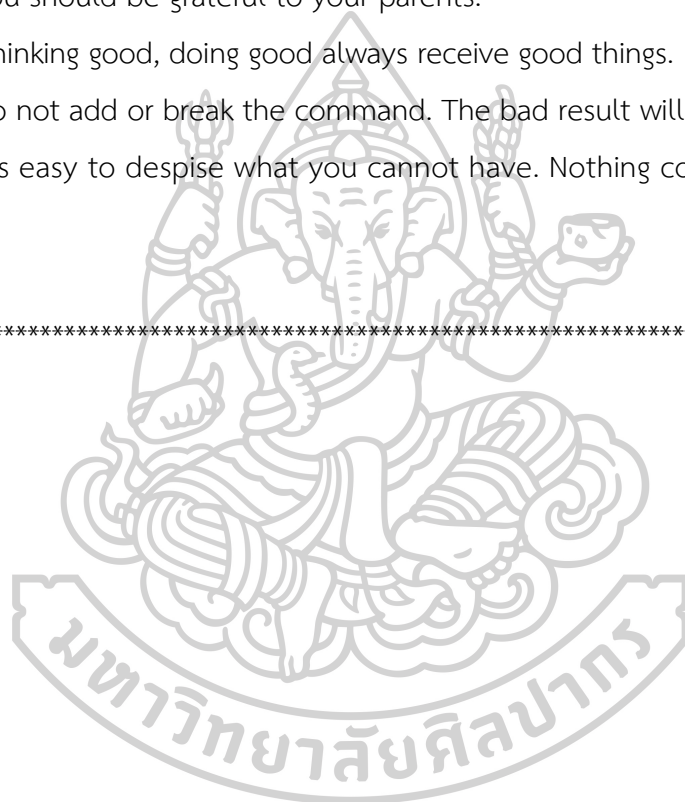 ou should be grateful to your parents.
hinking good, doing good always receive good things.
o not add or break the command. The bad result will
s easy to despise what you cannot have. Nothing co
*********************************************************
มหาวิทยาลัยศิลปากร